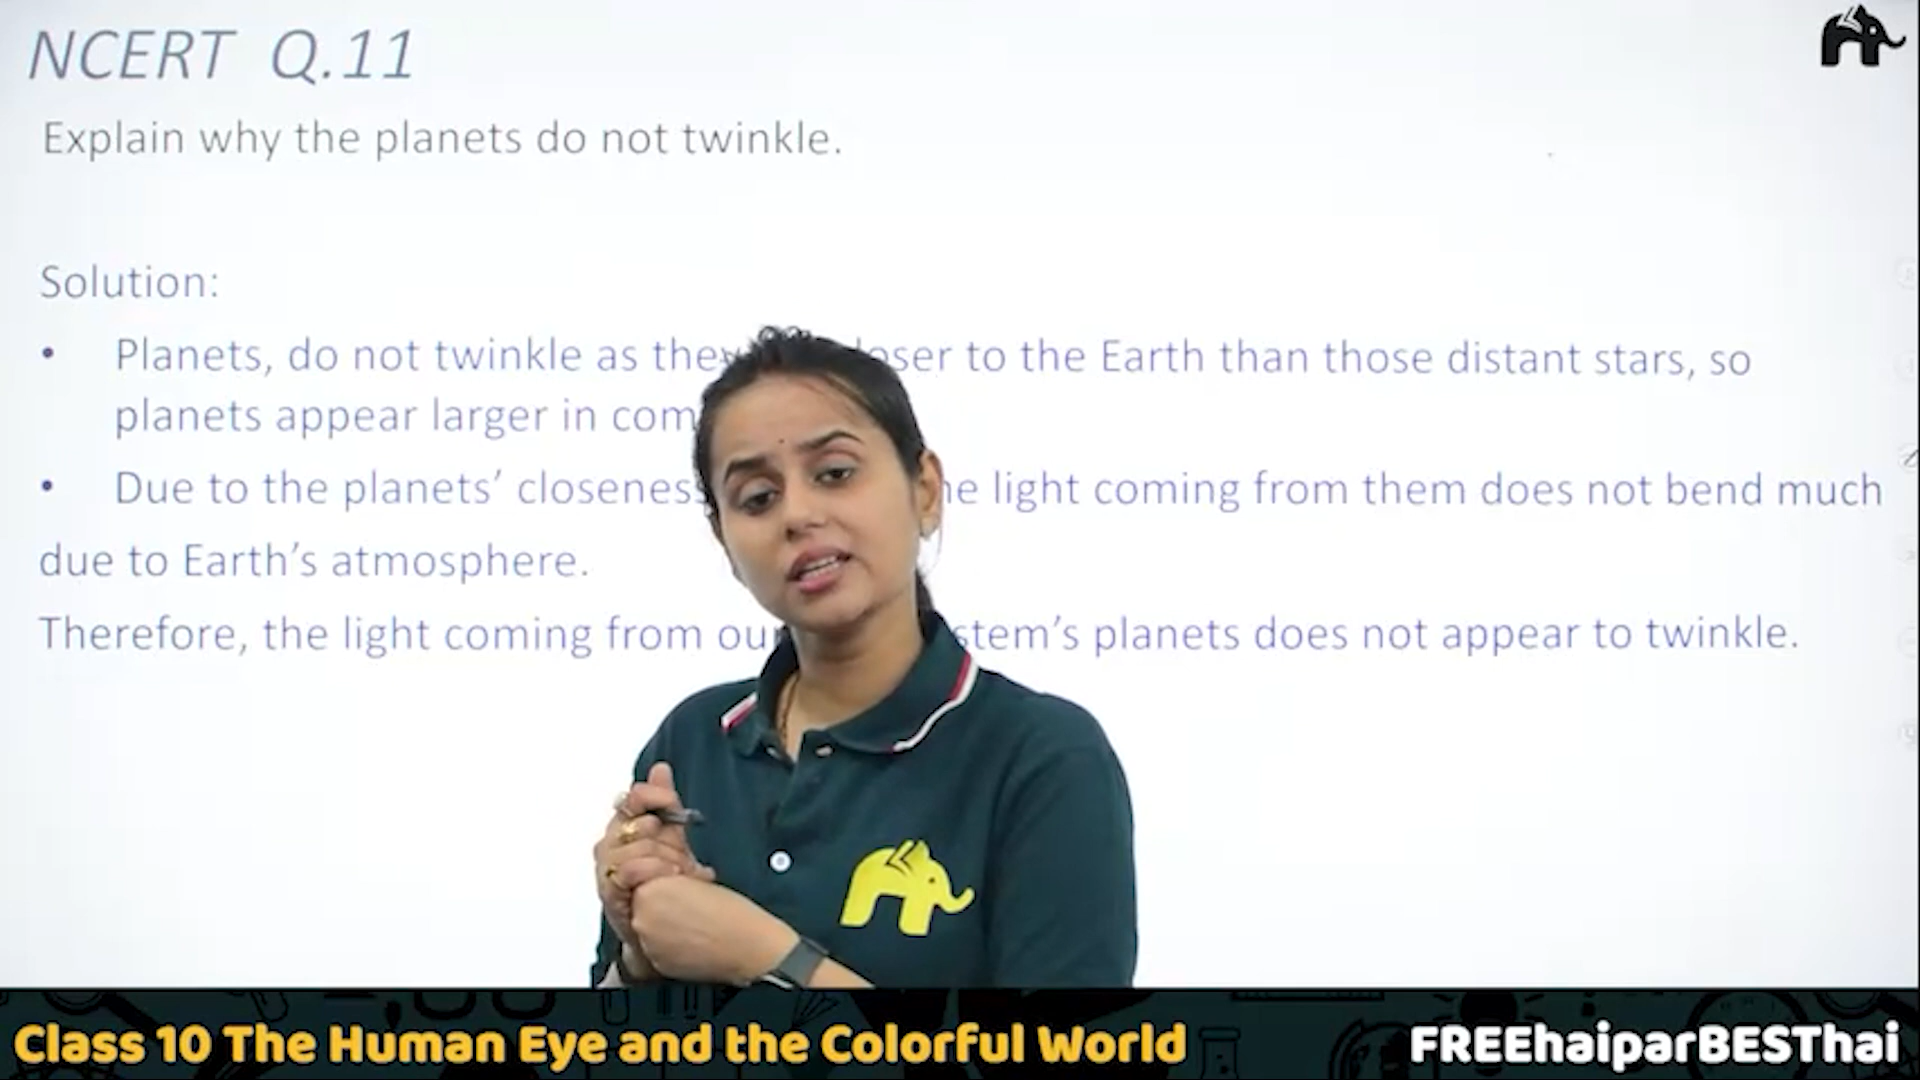 NCERT Q.11
Explain why the planets do not twinkle.
Solution:
• Planets, do not twinkle as they loser to the Earth than those distant stars, so
planets appear larger in com
• Due to the planets’ closeness he light coming from them does not bend much
due to Earth’s atmosphere.
Therefore, the light coming from our stem’s planets does not appear to twinkle.
Class 10 The Human Eye and the Colorful World
FREEhaiparBESThai